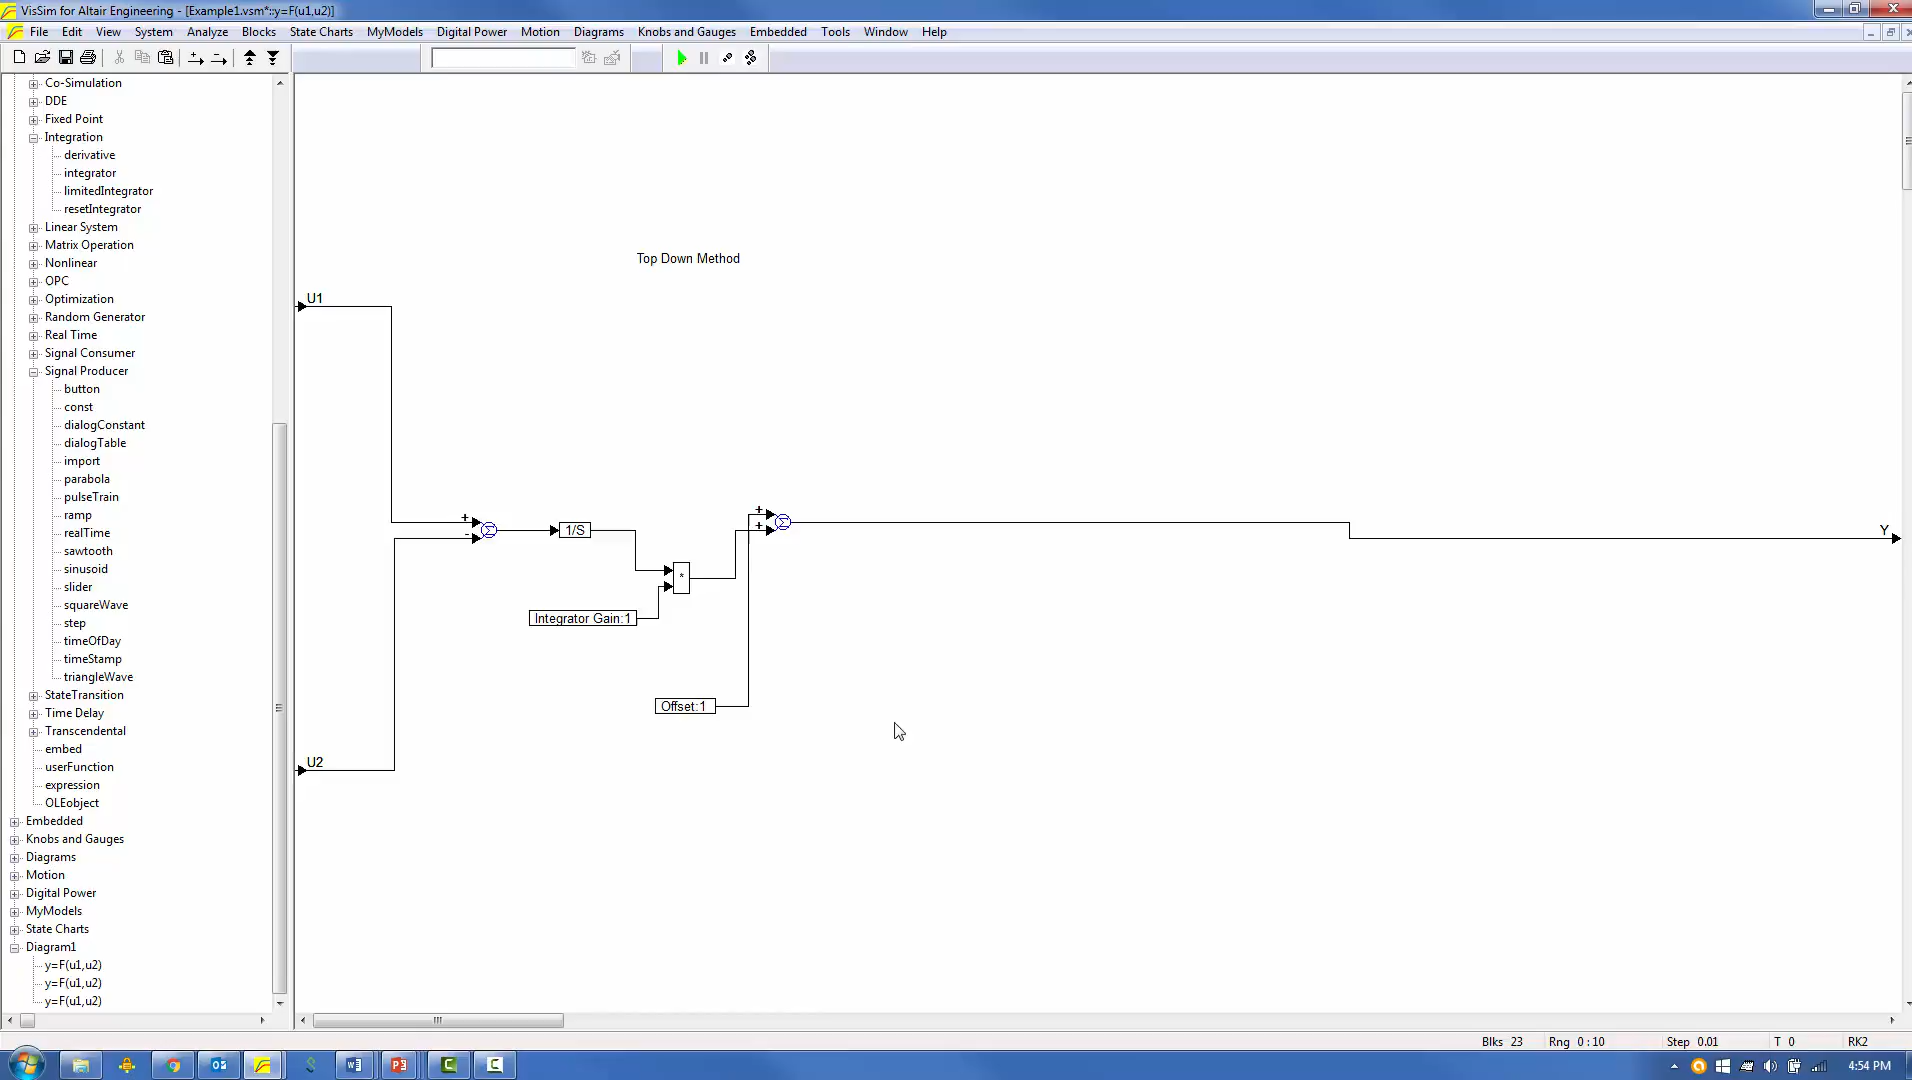 VisSim for Altair Engineering - [Example1.vsm*::y=F(u1,u2)]
File Edit View System Analyze Blocks State Charts MyModels Digital Power Motion Diagrams Knobs and Gauges Embedded Tools Window Help
Co-Simulation
DDE
Fixed Point
Integration
derivative
integrator
limitedIntegrator
resetIntegrator
Linear System
Matrix Operation
Nonlinear
OPC
Optimization
Random Generator
Real Time
Signal Consumer
Signal Producer
button
const
dialogConstant
dialogTable
import
parabola
pulseTrain
ramp
realTime
sawtooth
sinusoid
slider
squareWave
step
timeOfDay
timeStamp
triangleWave
StateTransition
Time Delay
Transcendental
embed
userFunction
expression
OLEobject
Embedded
Knobs and Gauges
Diagrams
Motion
Digital Power
MyModels
State Charts
Diagram1
y=F(u1,u2)
y=F(u1,u2)
y=F(u1,u2)
Top Down Method
U1
+
-
Σ
1/S
*
Integrator Gain:1
+
+
Σ
Y
Offset:1
U2
Blks 23 Rng 0:10 Step 0.01 T 0 RK2
4:54 PM